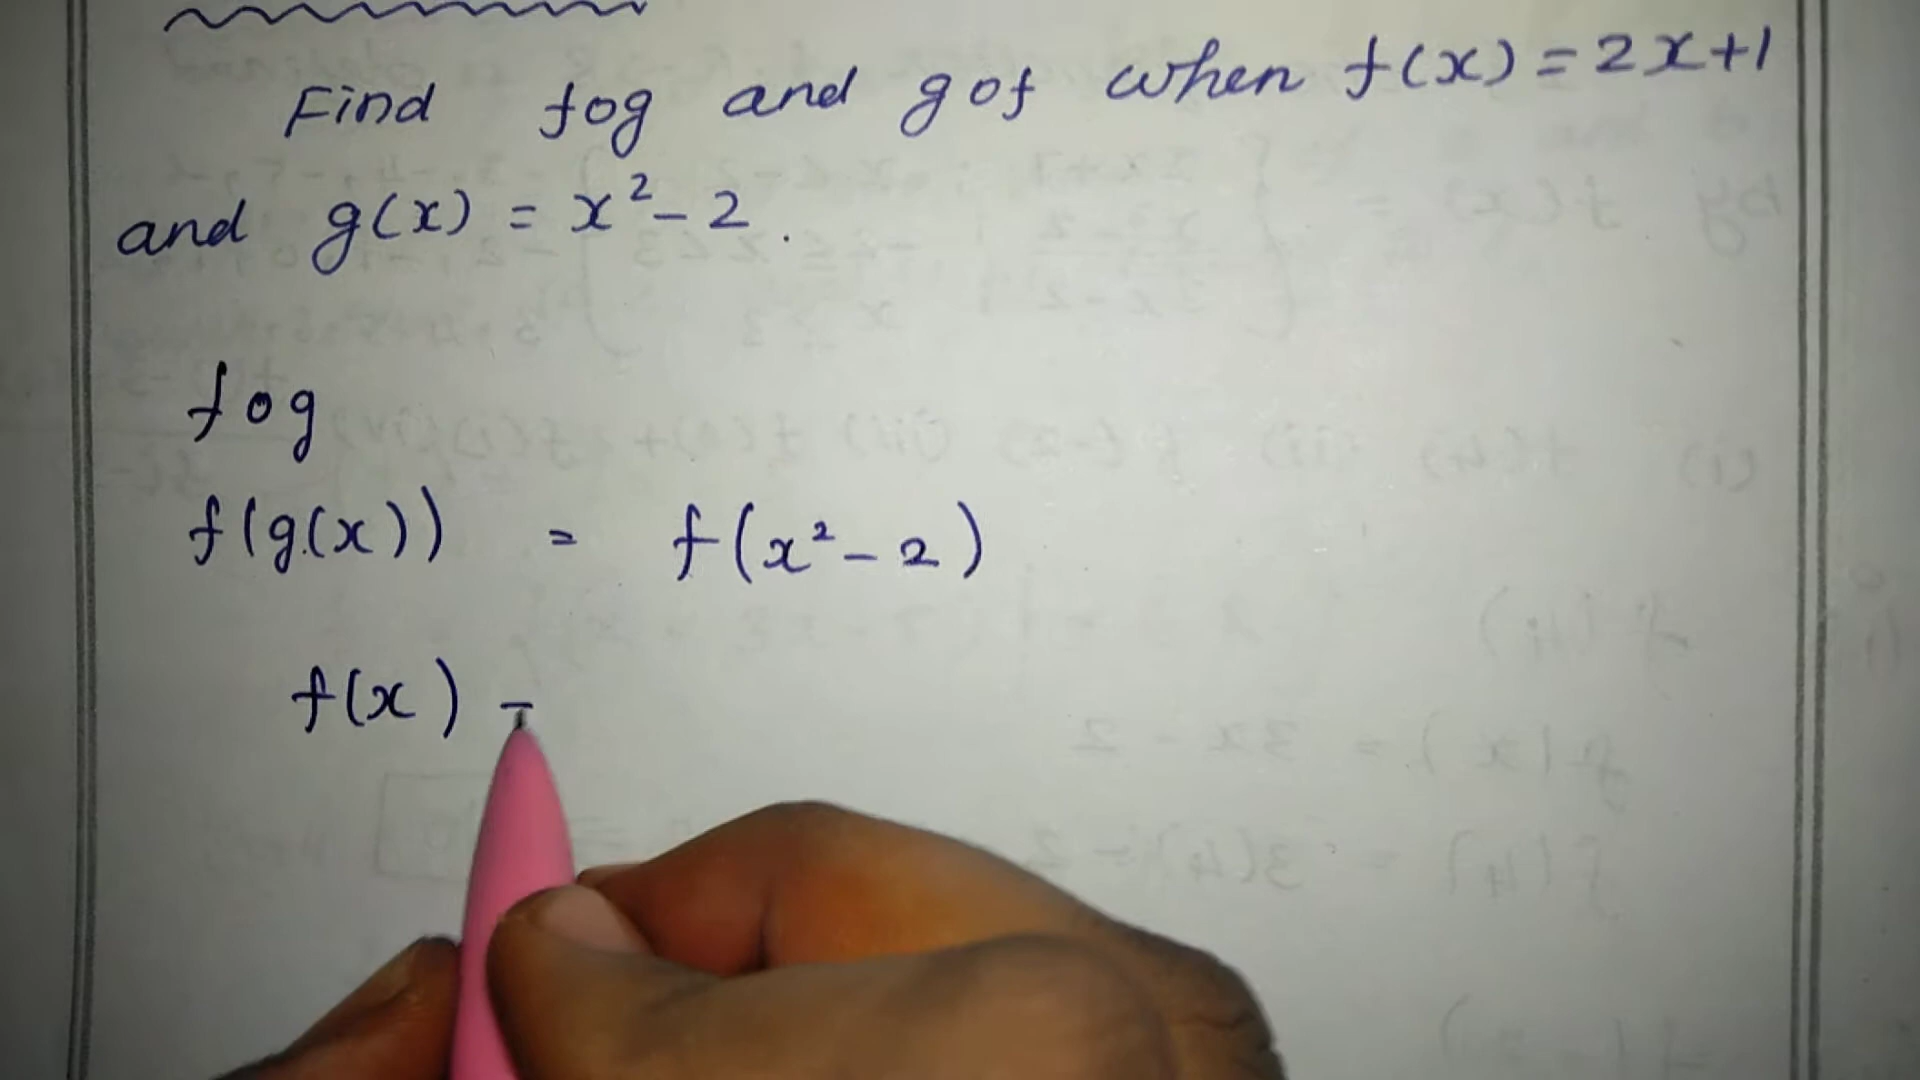 Find fog and gof when f(x) = 2x+1
and g(x) = x² - 2 .
fog
f(g(x)) = f(x² - 2)
f(x) -